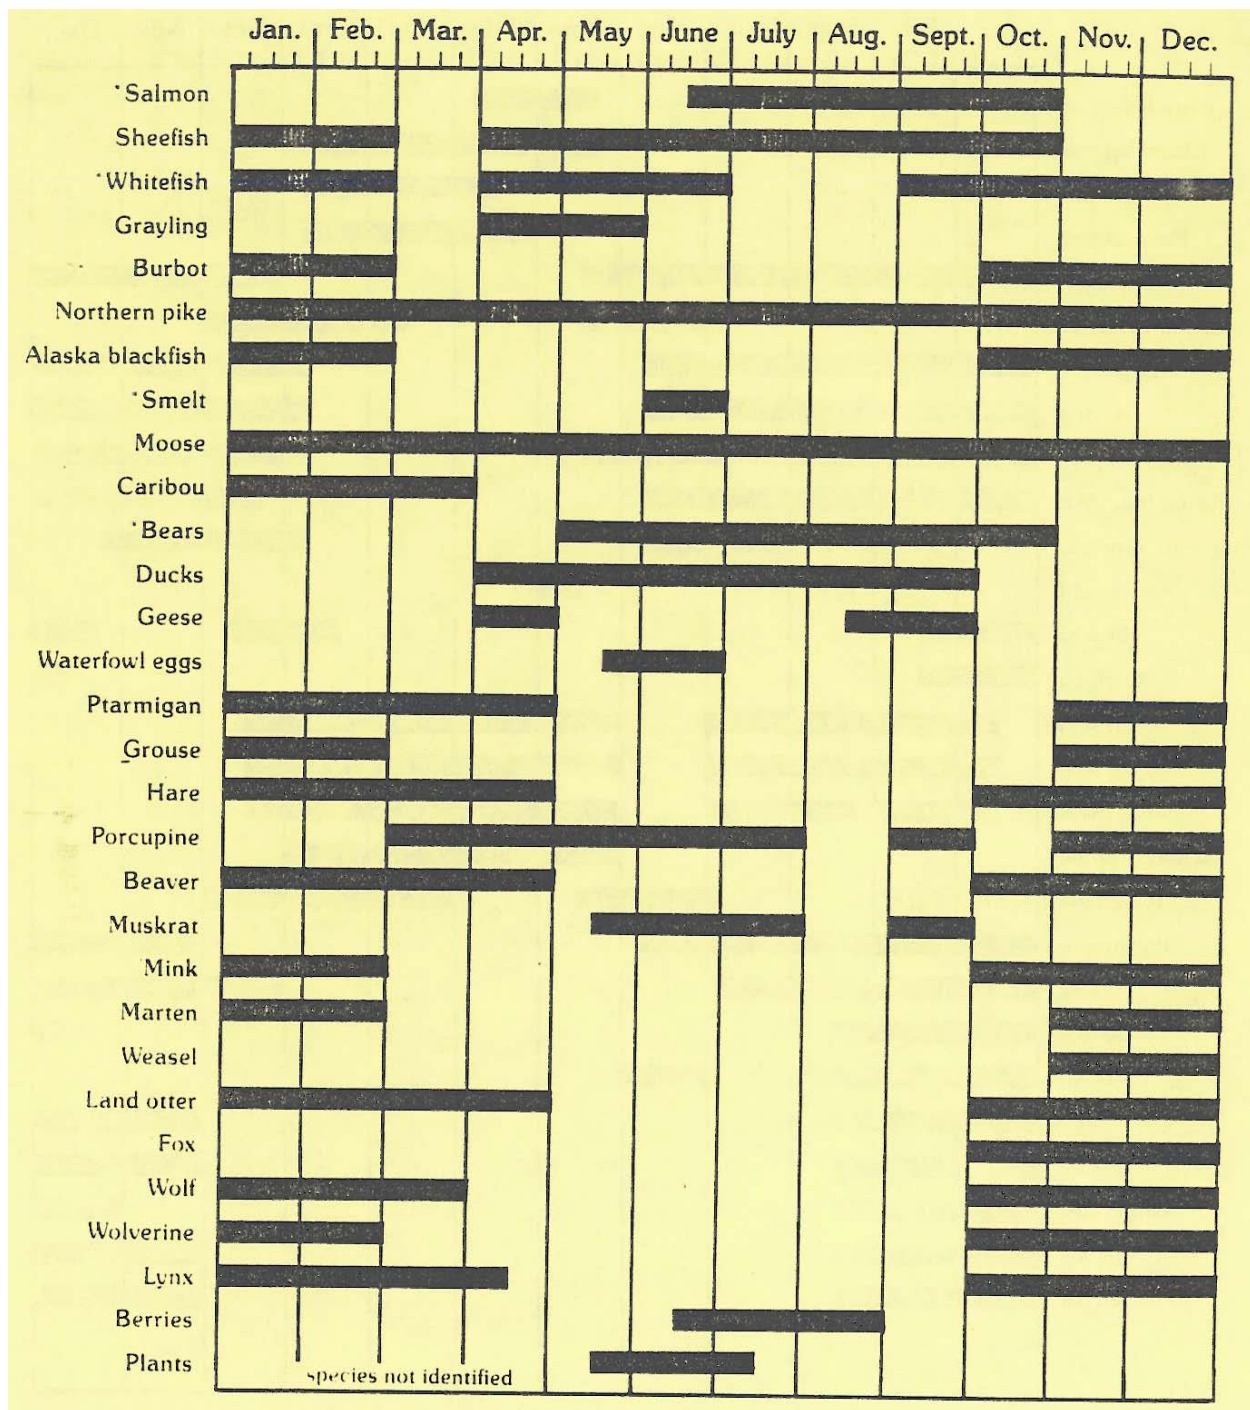 Jan. Feb. Mar. Apr. May June July Aug. Sept. Oct. Nov. Dec.
*Salmon
Sheefish
*Whitefish
Grayling
Burbot
Northern pike
Alaska blackfish
*Smelt
Moose
Caribou
*Bears
Ducks
Geese
Waterfowl eggs
Ptarmigan
Grouse
Hare
Porcupine
Beaver
Muskrat
Mink
Marten
Weasel
Land otter
Fox
Wolf
Wolverine
Lynx
Berries
Plants
species not identified